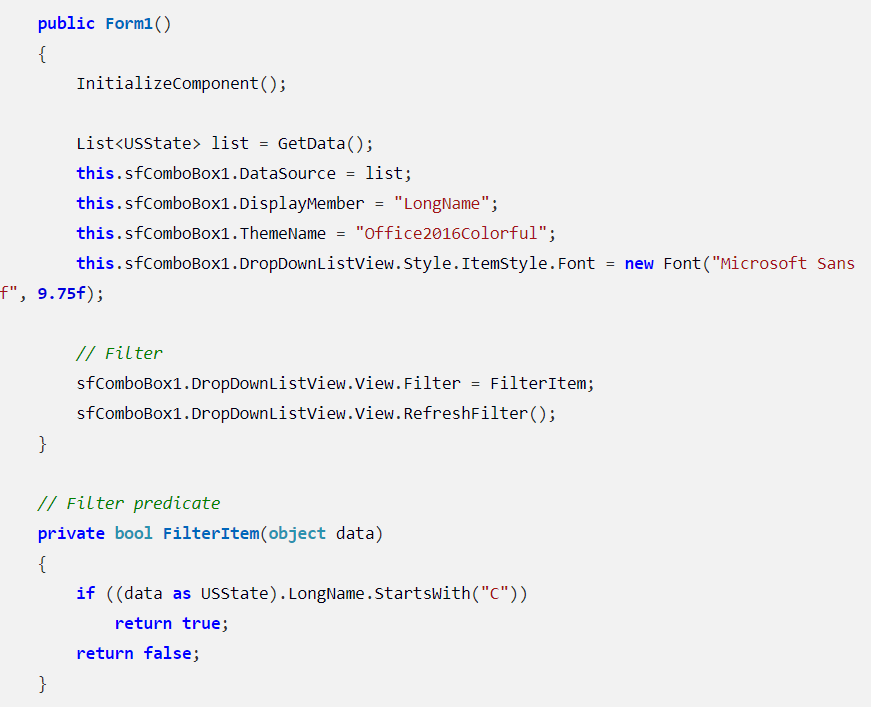 public Form1()
{
InitializeComponent();
List<USState> list = GetData();
this.sfComboBox1.DataSource = list;
this.sfComboBox1.DisplayMember = "LongName";
this.sfComboBox1.ThemeName = "Office2016Colorful";
this.sfComboBox1.DropDownListView.Style.ItemStyle.Font = new Font("Microsoft Sans
f", 9.75f);
// Filter
sfComboBox1.DropDownListView.View.Filter = FilterItem;
sfComboBox1.DropDownListView.View.RefreshFilter();
}
// Filter predicate
private bool FilterItem(object data)
{
if ((data as USState).LongName.StartsWith("C"))
return true;
return false;
}